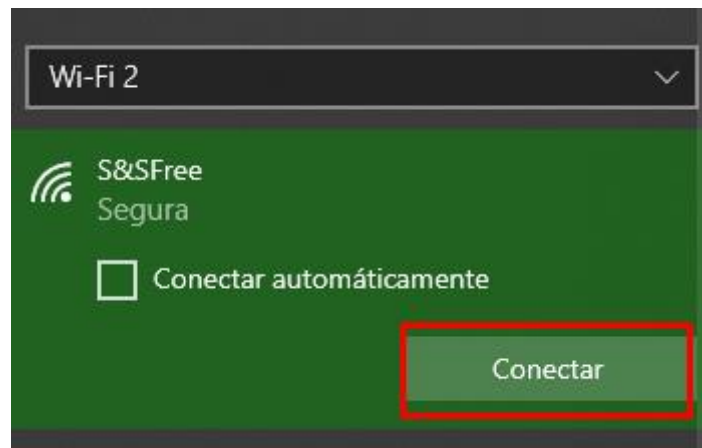 Wi-Fi 2
S&SFree
Segura
Conectar automáticamente
Conectar